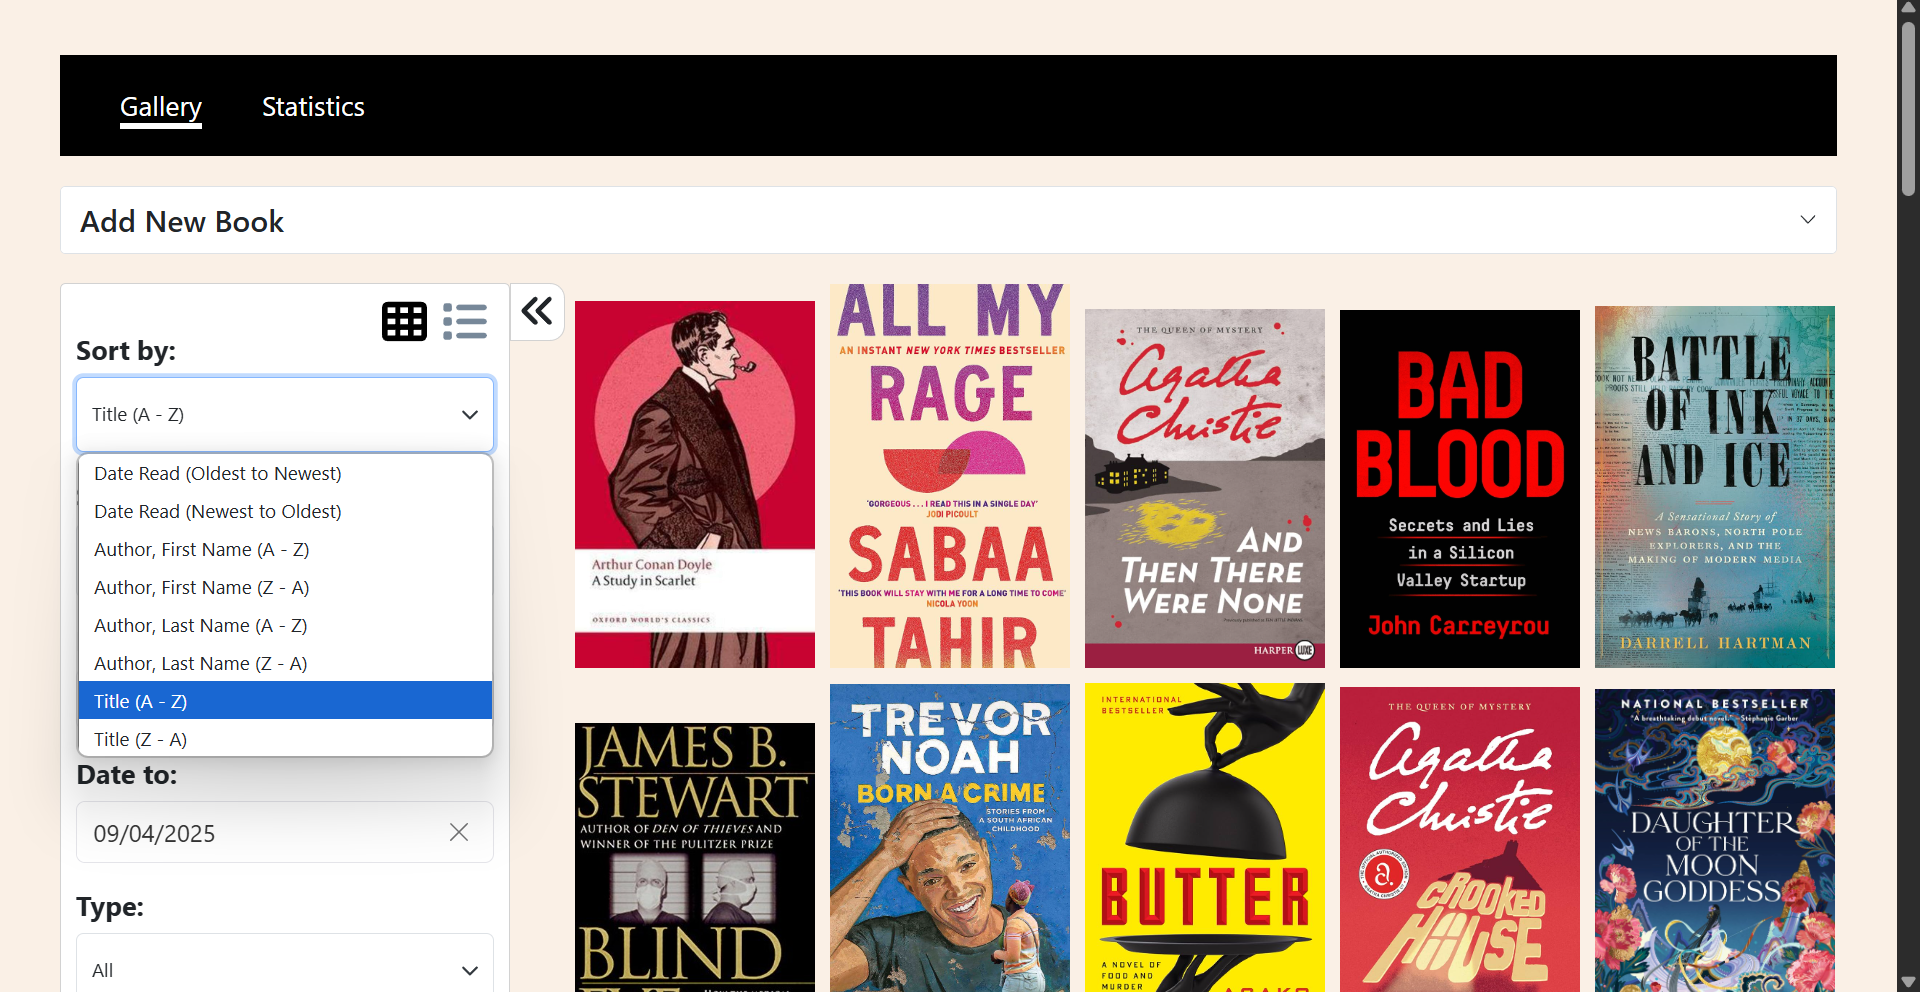 Gallery
Statistics
Add New Book
Sort by:
Title (A - Z)
Date Read (Oldest to Newest)
Date Read (Newest to Oldest)
Author, First Name (A - Z)
Author, First Name (Z - A)
Author, Last Name (A - Z)
Author, Last Name (Z - A)
Title (A - Z)
Title (Z - A)
Date to:
09/04/2025
Type:
All
Arthur Conan Doyle
A Study in Scarlet
OXFORD WORLD'S CLASSICS
ALL MY
AN INSTANT NEW YORK TIMES BESTSELLER
RAGE
'GORGEOUS . . . I READ THIS IN A SINGLE DAY'
JODI PICOULT
SABAA
'THIS BOOK WILL STAY WITH ME FOR A LONG TIME TO COME'
NICOLA YOON
TAHIR
THE QUEEN OF MYSTERY
Agatha
Christie
AND
THEN THERE
WERE NONE
HARPER LUXE
BAD
BLOOD
Secrets and Lies
in a Silicon
Valley Startup
John Carreyrou
BATTLE
OF INK
AND ICE
A Sensational Story of
NEWS BARONS, NORTH POLE
EXPLORERS, AND THE
MAKING OF MODERN MEDIA
DARRELL HARTMAN
JAMES B.
STEWART
AUTHOR OF DEN OF THIEVES AND
WINNER OF THE PULITZER PRIZE
BLIND
TREVOR
NOAH
BORN A CRIME
STORIES FROM
A SOUTH AFRICAN
CHILDHOOD
INTERNATIONAL
BESTSELLER
BUTTER
A NOVEL OF
FOOD AND
MURDER
THE QUEEN OF MYSTERY
Agatha
Christie
CROOKED
HOUSE
NATIONAL BESTSELLER
"A breathtaking debut novel." —Stephanie Garber
DAUGHTER
OF THE
MOON
GODDESS